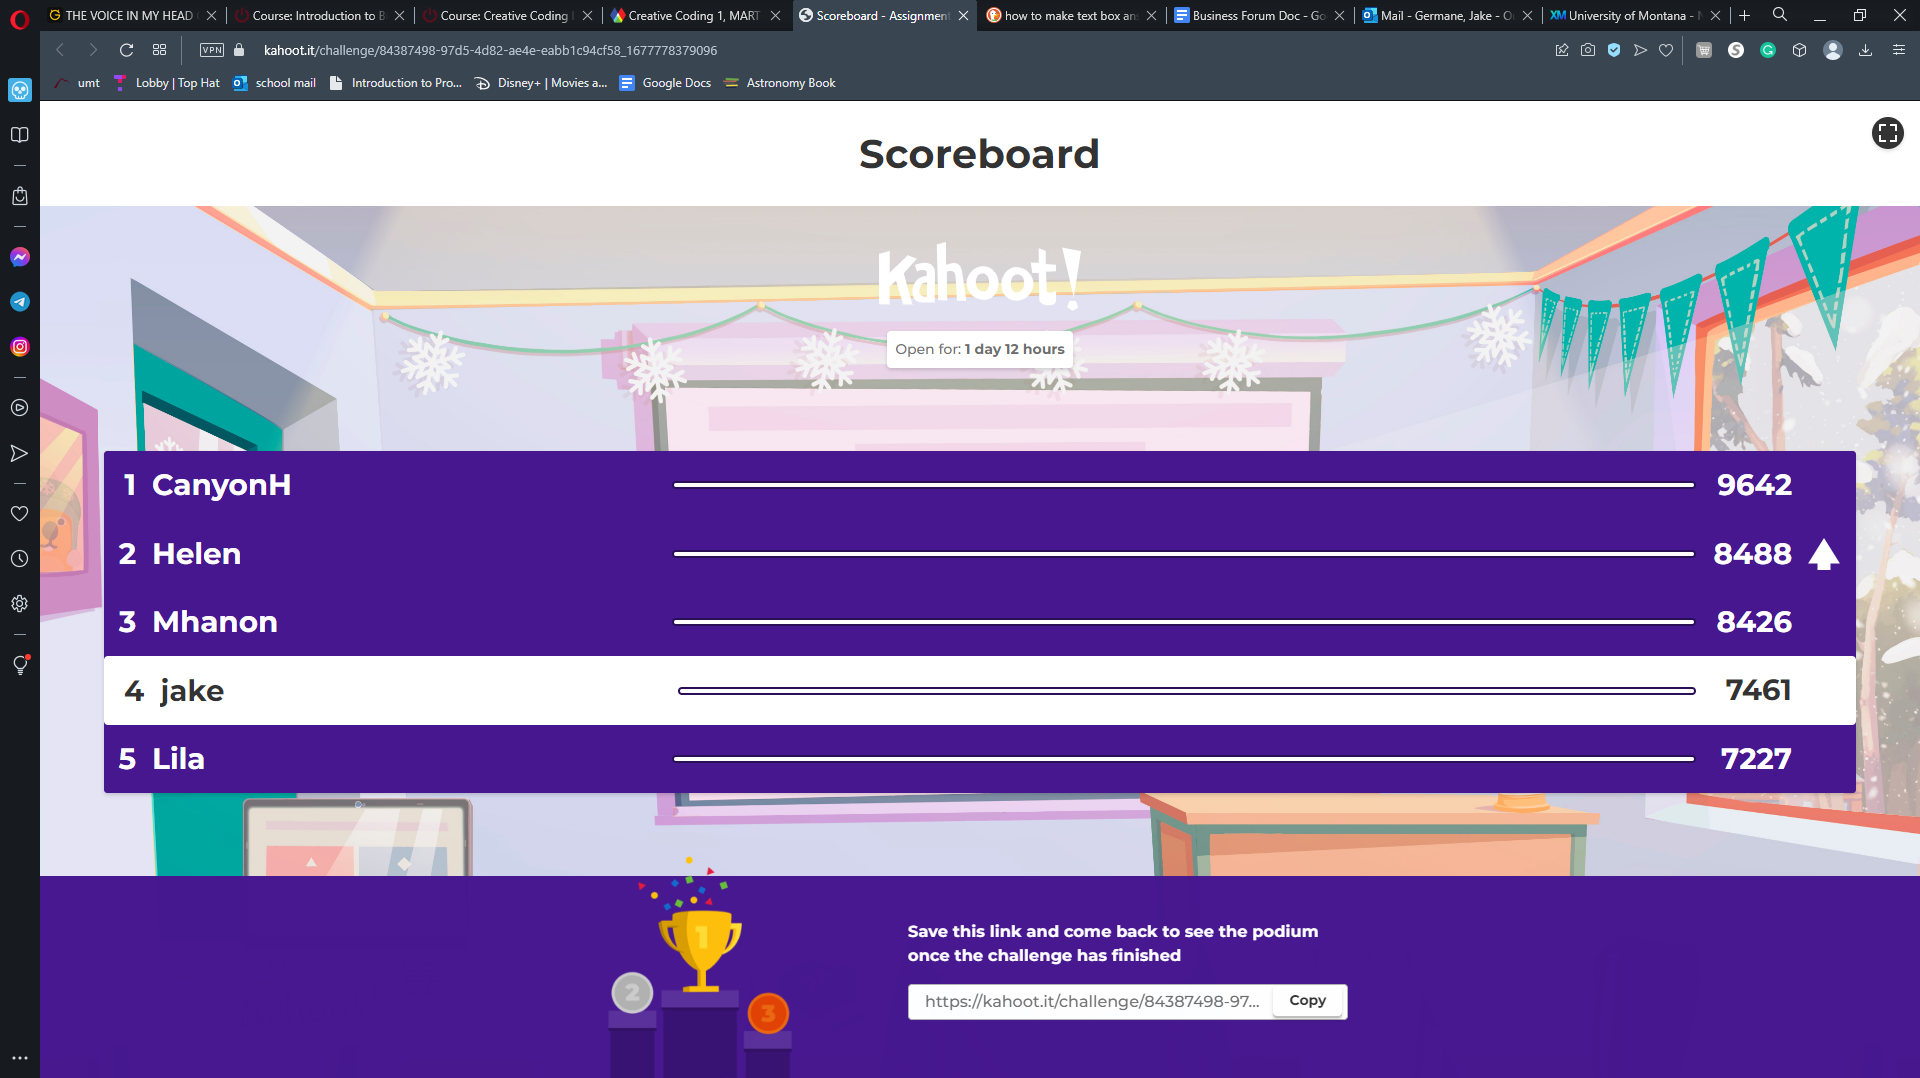 THE VOICE IN MY HEAD
Course: Introduction to B
Course: Creative Coding
Creative Coding 1, MART
Scoreboard - Assignment
how to make text box an
Business Forum Doc - Go
Mail - Germane, Jake - O
University of Montana - N
VPN
kahoot.it/challenge/84387498-97d5-4d82-ae4e-eabb1c94cf58_1677778379096
umt
Lobby | Top Hat
school mail
Introduction to Pro...
Disney+ | Movies a...
Google Docs
Astronomy Book
Scoreboard
Kahoot!
Open for: 1 day 12 hours
1 CanyonH 9642
2 Helen 8488
3 Mhanon 8426
4 jake 7461
5 Lila 7227
1
2
3
Save this link and come back to see the podium
once the challenge has finished
https://kahoot.it/challenge/84387498-97...
Copy